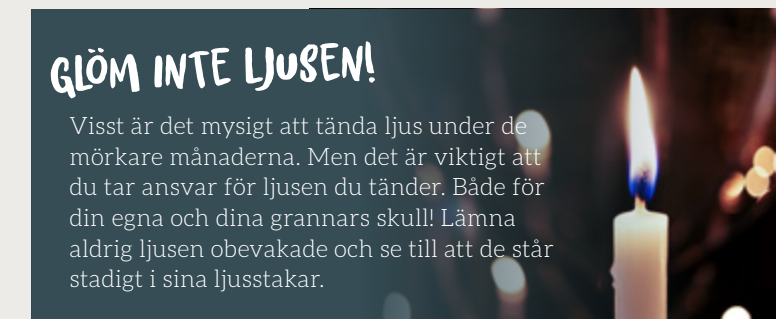 GLÖM INTE LJUSEN!
Visst är det mysigt att tända ljus under de
mörkare månaderna. Men det är viktigt att
du tar ansvar för ljusen du tänder. Både för
din egna och dina grannars skull! Lämna
aldrig ljusen obevakade och se till att de står
stadigt i sina ljusstakar.